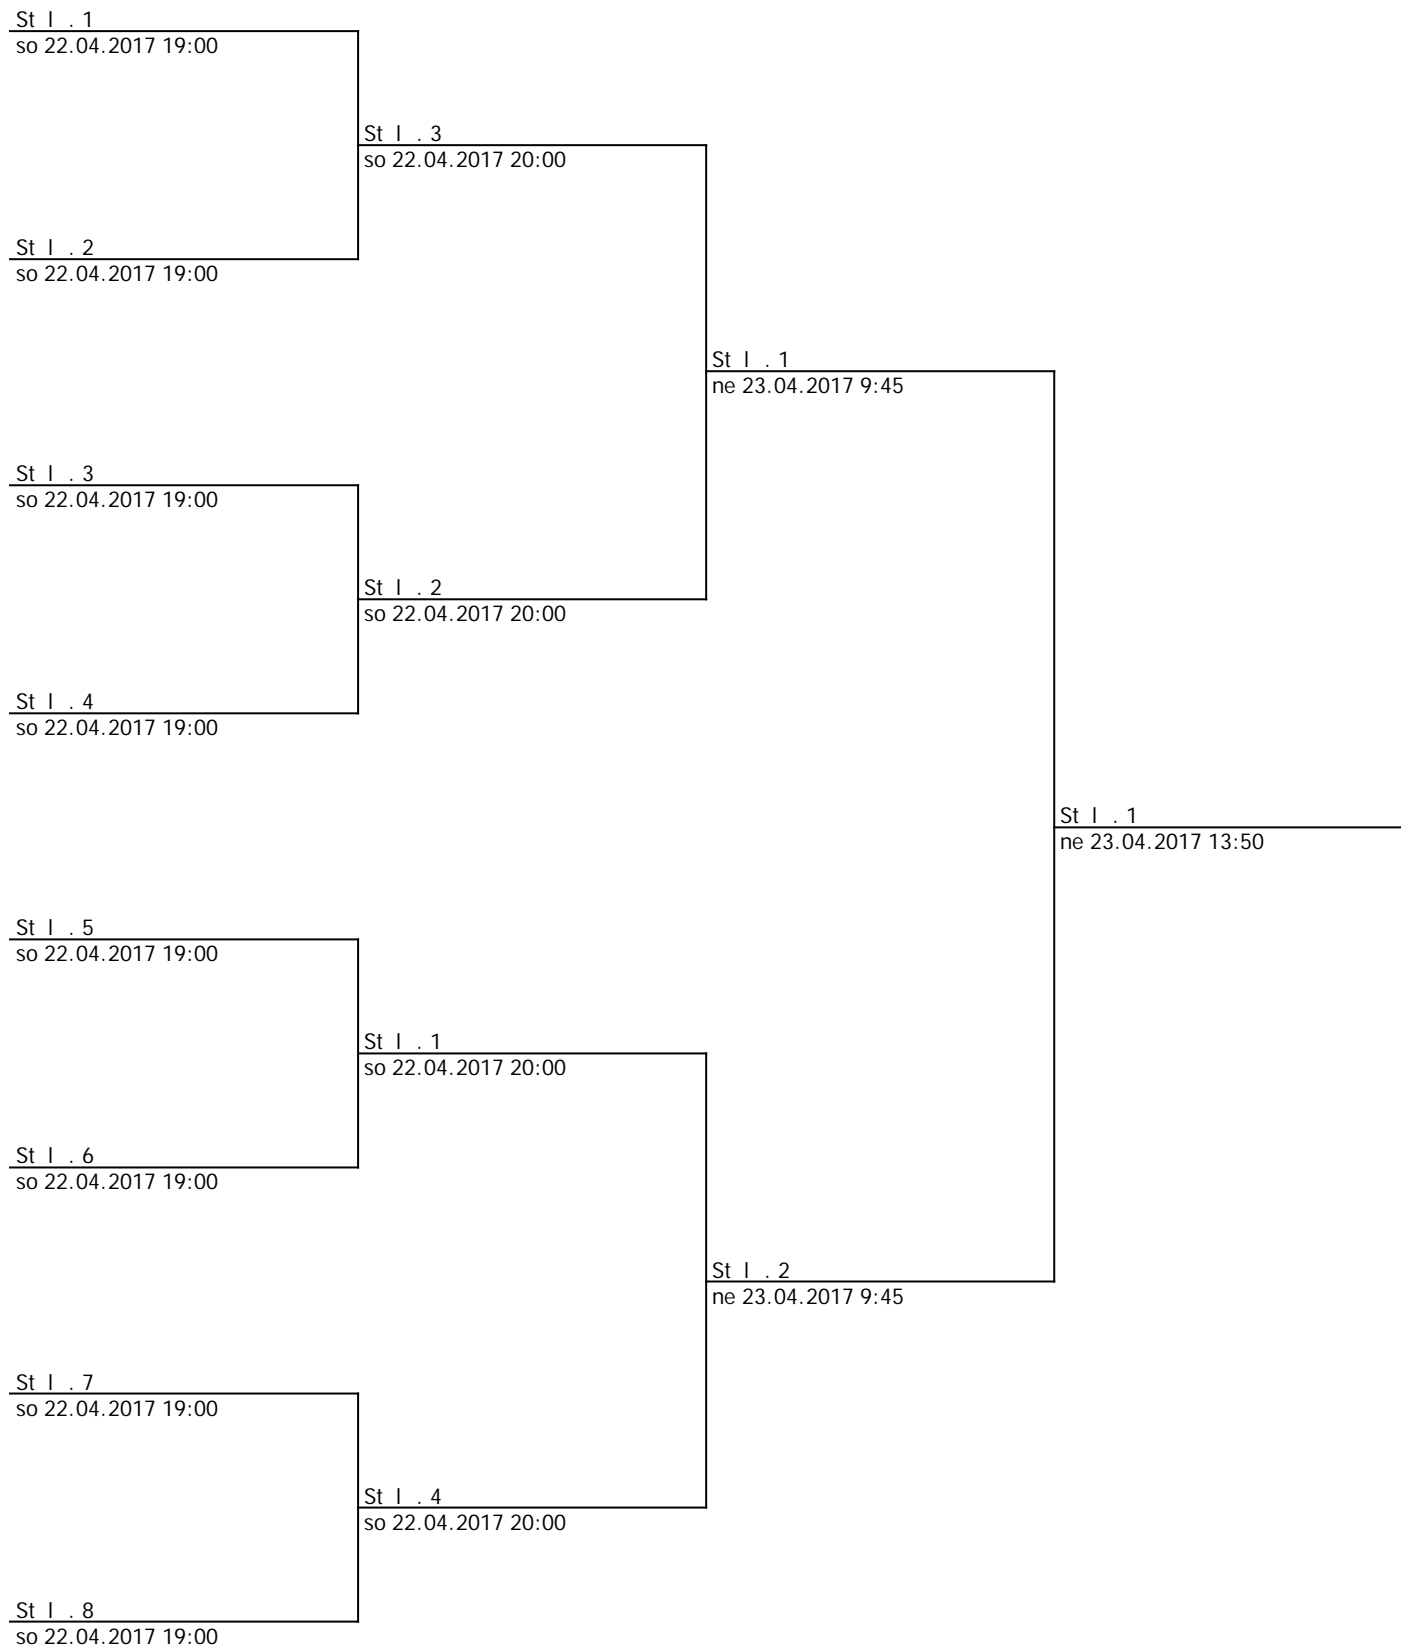 St l . 1
so 22.04.2017 19:00
St l . 3
so 22.04.2017 20:00
St l . 2
so 22.04.2017 19:00
St l . 1
ne 23.04.2017 9:45
St l . 3
so 22.04.2017 19:00
St l . 2
so 22.04.2017 20:00
St l . 4
so 22.04.2017 19:00
St l . 1
ne 23.04.2017 13:50
St l . 5
so 22.04.2017 19:00
St l . 1
so 22.04.2017 20:00
St l . 6
so 22.04.2017 19:00
St l . 2
ne 23.04.2017 9:45
St l . 7
so 22.04.2017 19:00
St l . 4
so 22.04.2017 20:00
St l . 8
so 22.04.2017 19:00